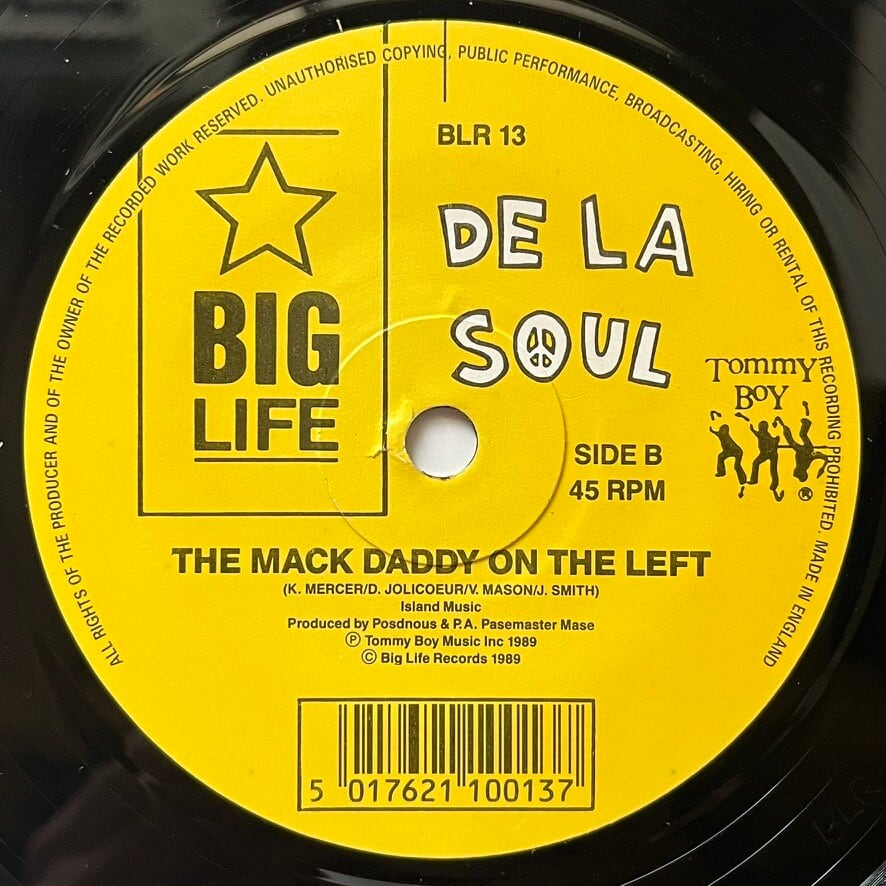 ALL RIGHTS OF THE PRODUCER AND OF THE OWNER OF THE RECORDED WORK RESERVED. UNAUTHORISED COPYING, PUBLIC PERFORMANCE, BROADCASTING, HIRING OR RENTAL OF THIS RECORDING PROHIBITED. MADE IN ENGLAND
BLR 13
BIG
LIFE
DE LA
SOUL
TOMMY
BOY
®
SIDE B
45 RPM
THE MACK DADDY ON THE LEFT
(K. MERCER/D. JOLICOEUR/V. MASON/J. SMITH)
Island Music
Produced by Posdnous & P.A. Pasemaster Mase
℗ Tommy Boy Music Inc 1989
© Big Life Records 1989
5 017621 100137